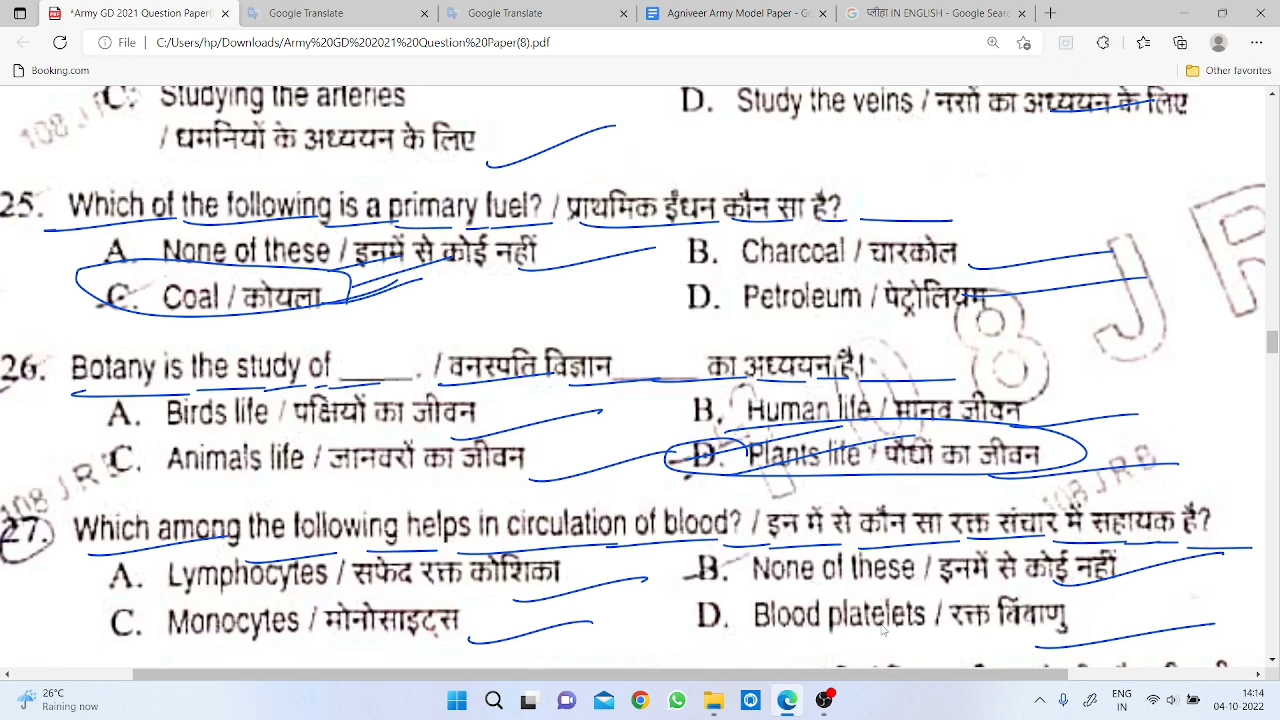 *Army GD 2021 Question Paper(8
Google Translate
Google Translate
Agniveer Army Model Paper - Go
प्लीहा IN ENGLISH - Google Searc
File
C:/Users/hp/Downloads/Army%20GD%202021%20Question%20Paper(8).pdf
Booking.com
Other favorites
C. Studying the arteries
D. Study the veins / नसों का अध्ययन के लिए
/ धमनियों के अध्ययन के लिए
25. Which of the following is a primary fuel? / प्राथमिक ईंधन कौन सा है?
A. None of these / इनमें से कोई नहीं
B. Charcoal / चारकोल
C. Coal / कोयला
D. Petroleum / पेट्रोलियम
26. Botany is the study of _____. / वनस्पति विज्ञान______ का अध्ययन है।
A. Birds life / पक्षियों का जीवन
B. Human life / मानव जीवन
C. Animals life / जानवरों का जीवन
D. Plants life / पौधों का जीवन
27. Which among the following helps in circulation of blood? / इन में से कौन सा रक्त संचार में सहायक है?
A. Lymphocytes / सफेद रक्त कोशिका
B. None of these / इनमें से कोई नहीं
C. Monocytes / मोनोसाइट्स
D. Blood platelets / रक्त बिंबाणु
108 J R B
26°C
Raining now
ENG
IN
14:14
04-10-2022